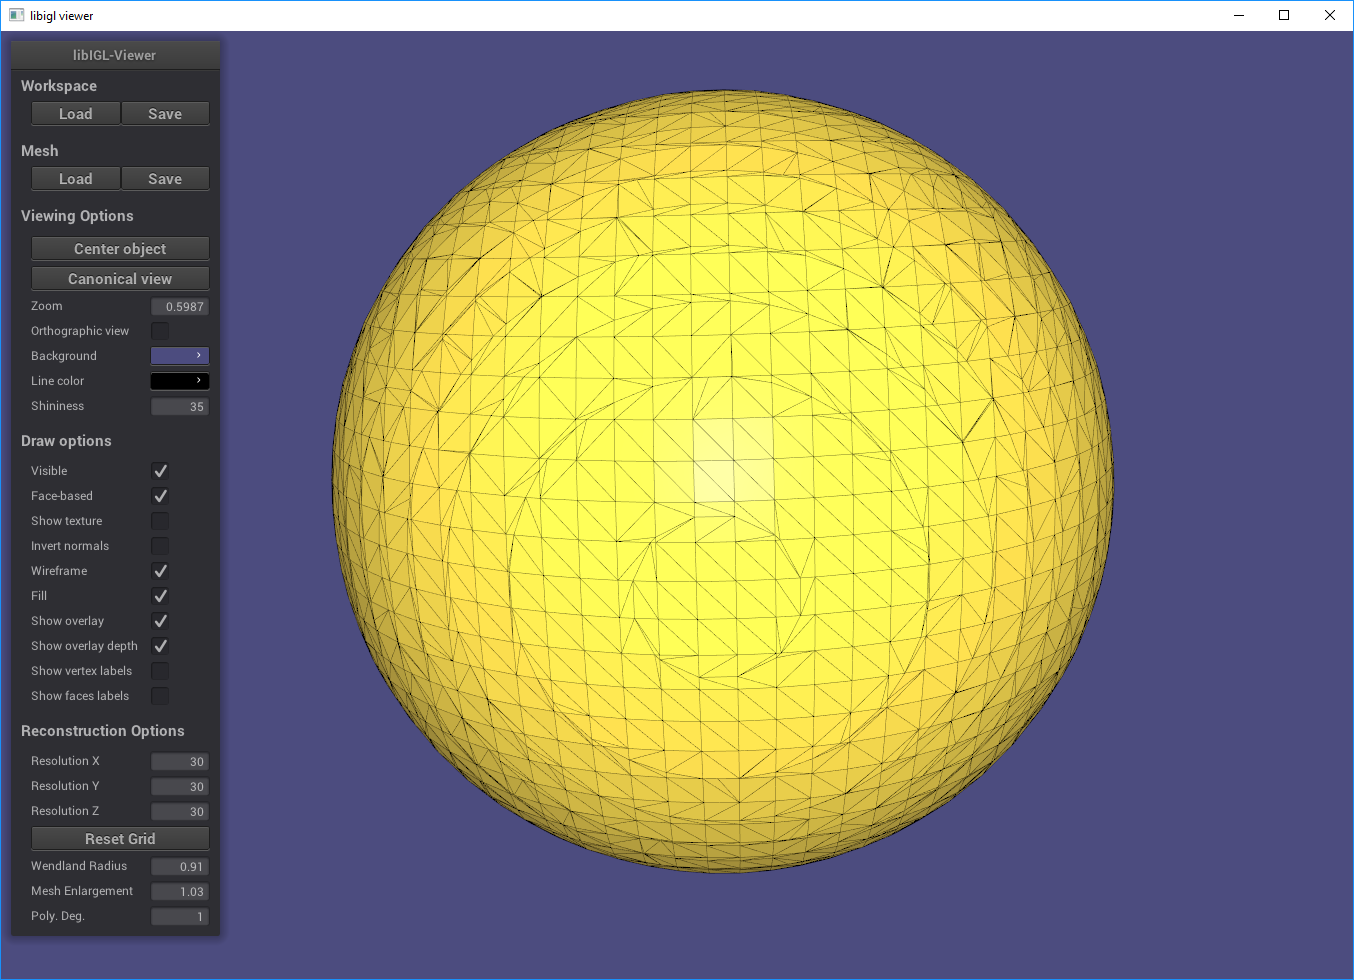 libigl viewer
libIGL-Viewer
Workspace
Load Save
Mesh
Load Save
Viewing Options
Center object
Canonical view
Zoom 0.5987
Orthographic view
Background
Line color
Shininess 35
Draw options
Visible
Face-based
Show texture
Invert normals
Wireframe
Fill
Show overlay
Show overlay depth
Show vertex labels
Show faces labels
Reconstruction Options
Resolution X 30
Resolution Y 30
Resolution Z 30
Reset Grid
Wendland Radius 0.91
Mesh Enlargement 1.03
Poly. Deg. 1